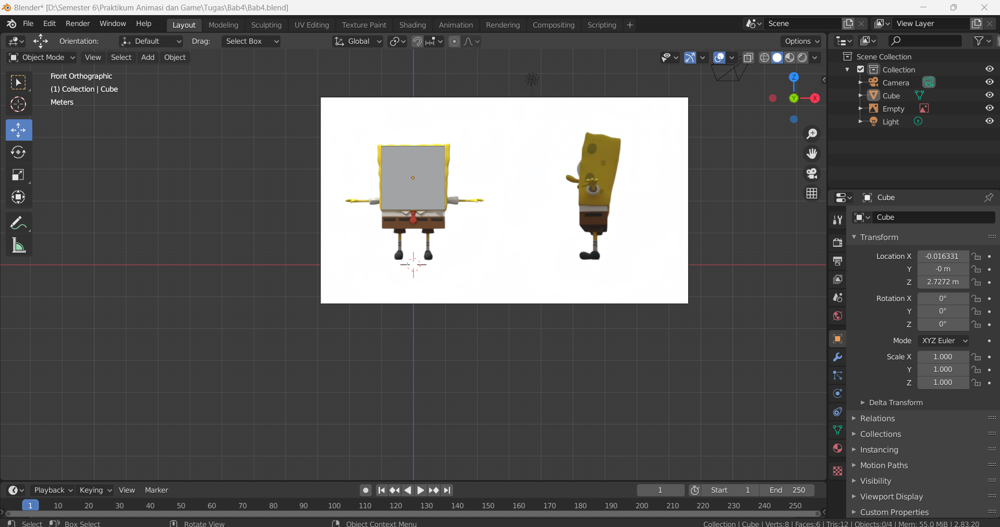 Blender* [D:\Semester 6\Praktikum Animasi dan Game\Tugas\Bab4\Bab4.blend]
File Edit Render Window Help Layout Modeling Sculpting UV Editing Texture Paint Shading Animation Rendering Compositing Scripting + Scene View Layer
Orientation: Default Drag: Select Box Global Options
Object Mode View Select Add Object
Front Orthographic
(1) Collection | Cube
Meters
Z
Y
X
Scene Collection
Collection
Camera
Cube
Empty
Light
Cube
Cube
Transform
Location X -0.016331
Y -0 m
Z 2.7272 m
Rotation X 0°
Y 0°
Z 0°
Mode XYZ Euler
Scale X 1.000
Y 1.000
Z 1.000
Delta Transform
Relations
Collections
Instancing
Motion Paths
Visibility
Viewport Display
Custom Properties
Playback Keying View Marker 1 Start 1 End 250
1 10 20 30 40 50 60 70 80 90 100 110 120 130 140 150 160 170 180 190 200 210 220 230 240 250
Select Box Select Rotate View Object Context Menu Collection | Cube | Verts:8 | Faces:6 | Tris:12 | Objects:0/4 | Mem: 55.0 MiB | 2.83.20